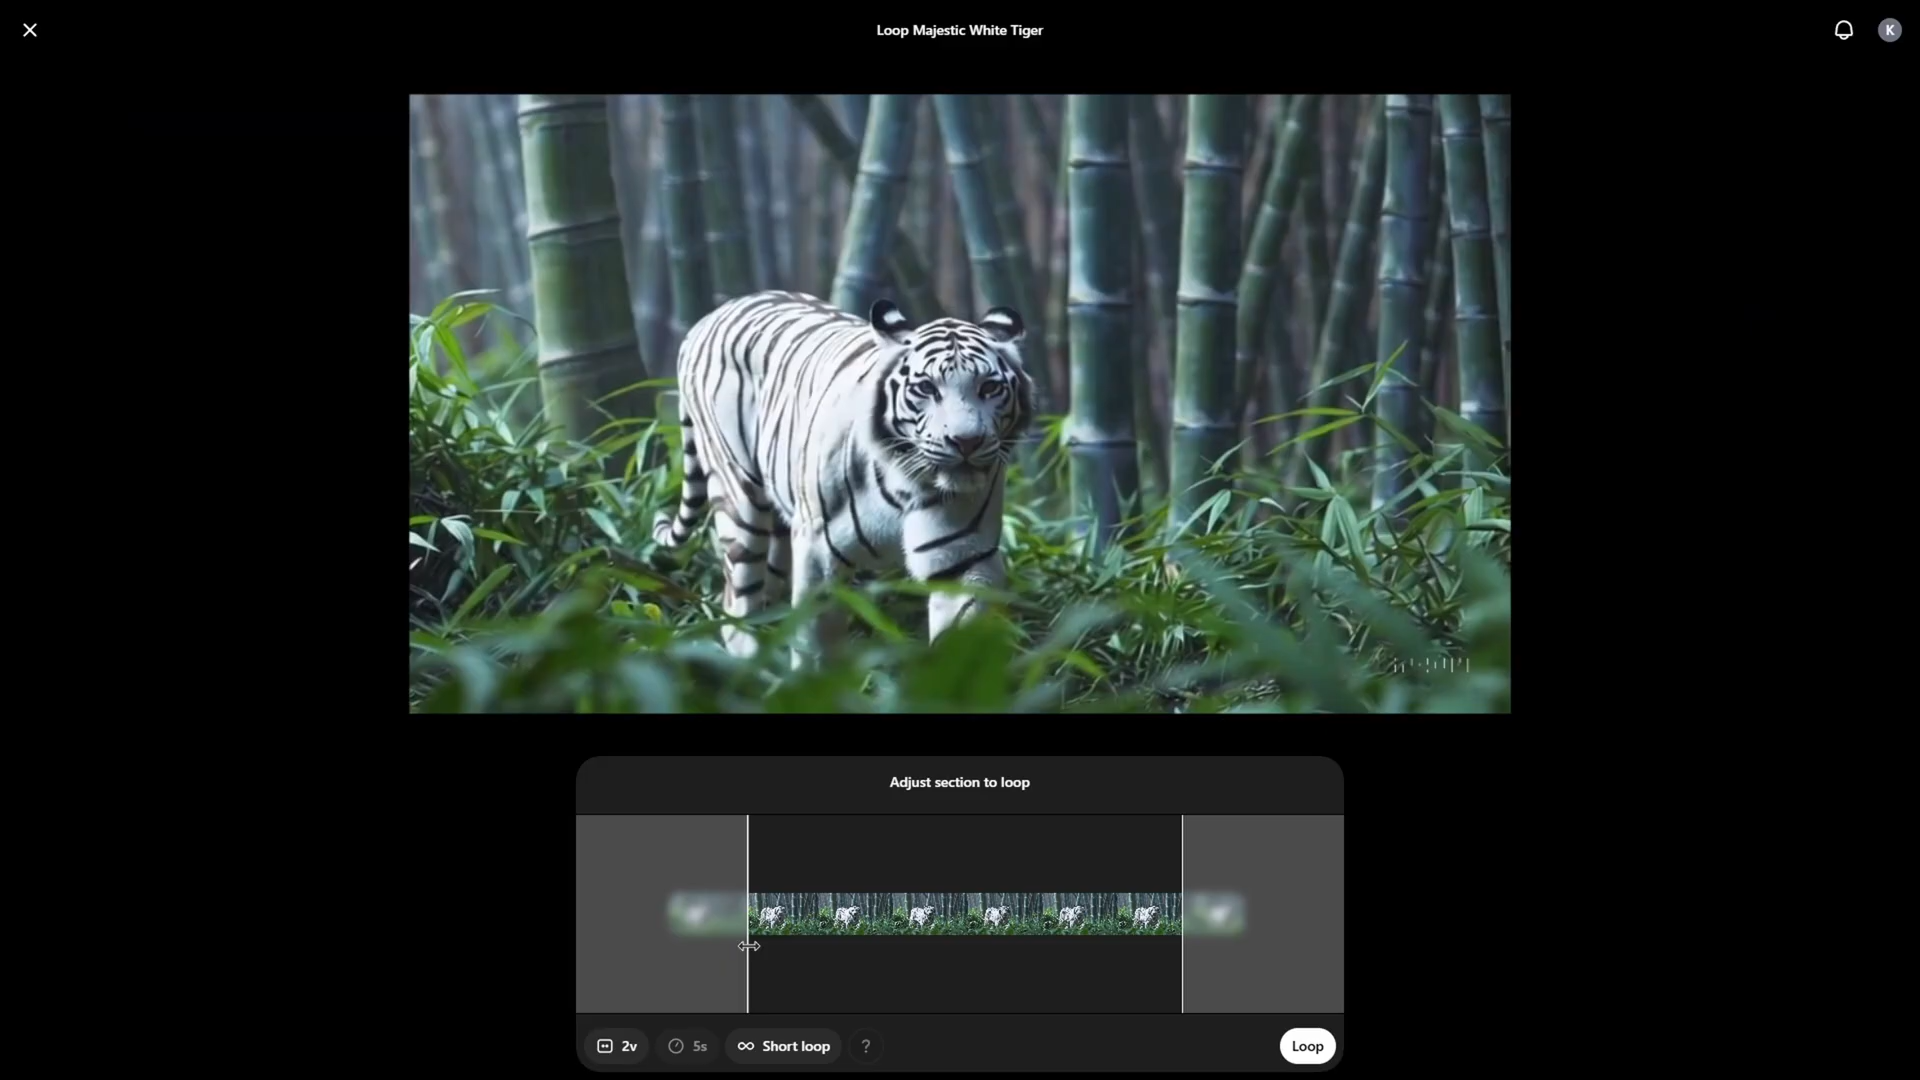 Loop Majestic White Tiger
K
Adjust section to loop
2v
5s
Short loop
?
Loop